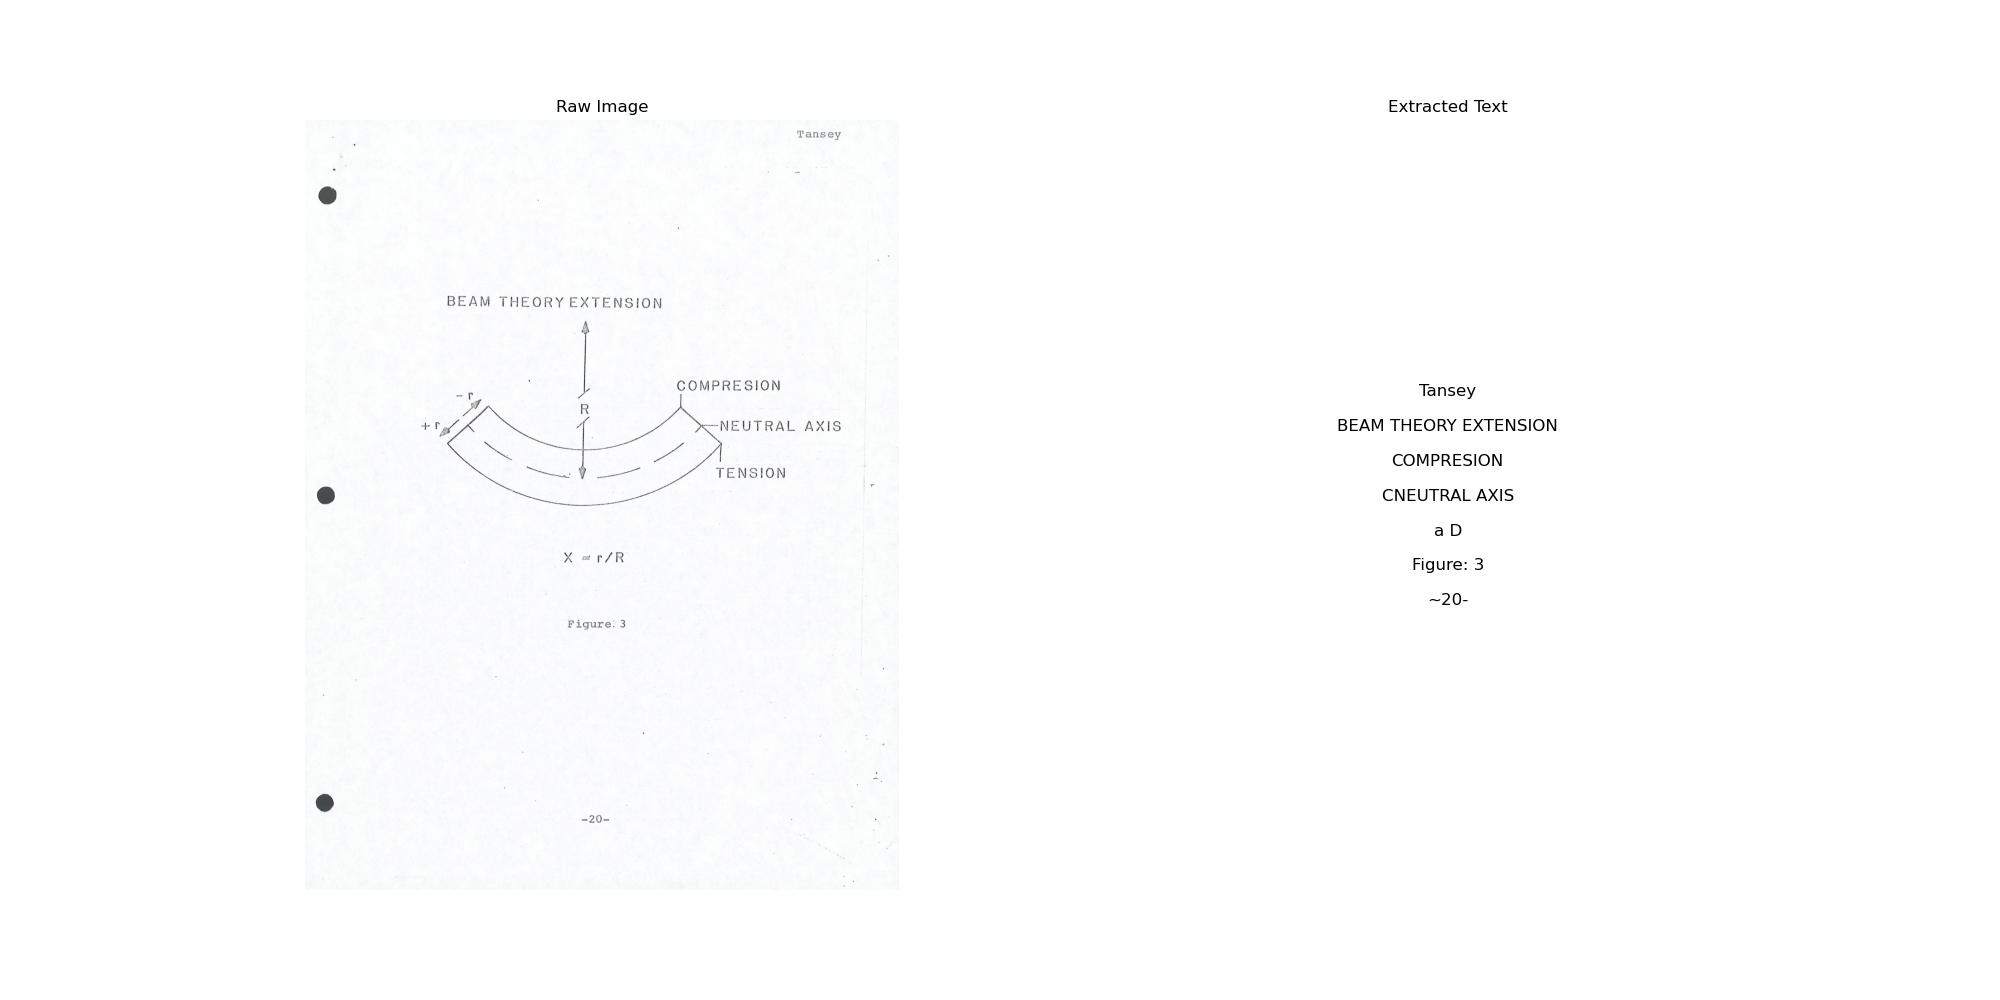 Raw Image
Tansey
BEAM THEORY EXTENSION
COMPRESION
- r
R
+ r
NEUTRAL AXIS
TENSION
X = r/R
Figure: 3
-20-
Extracted Text
Tansey
BEAM THEORY EXTENSION
COMPRESION
CNEUTRAL AXIS
a D
Figure: 3
~20-